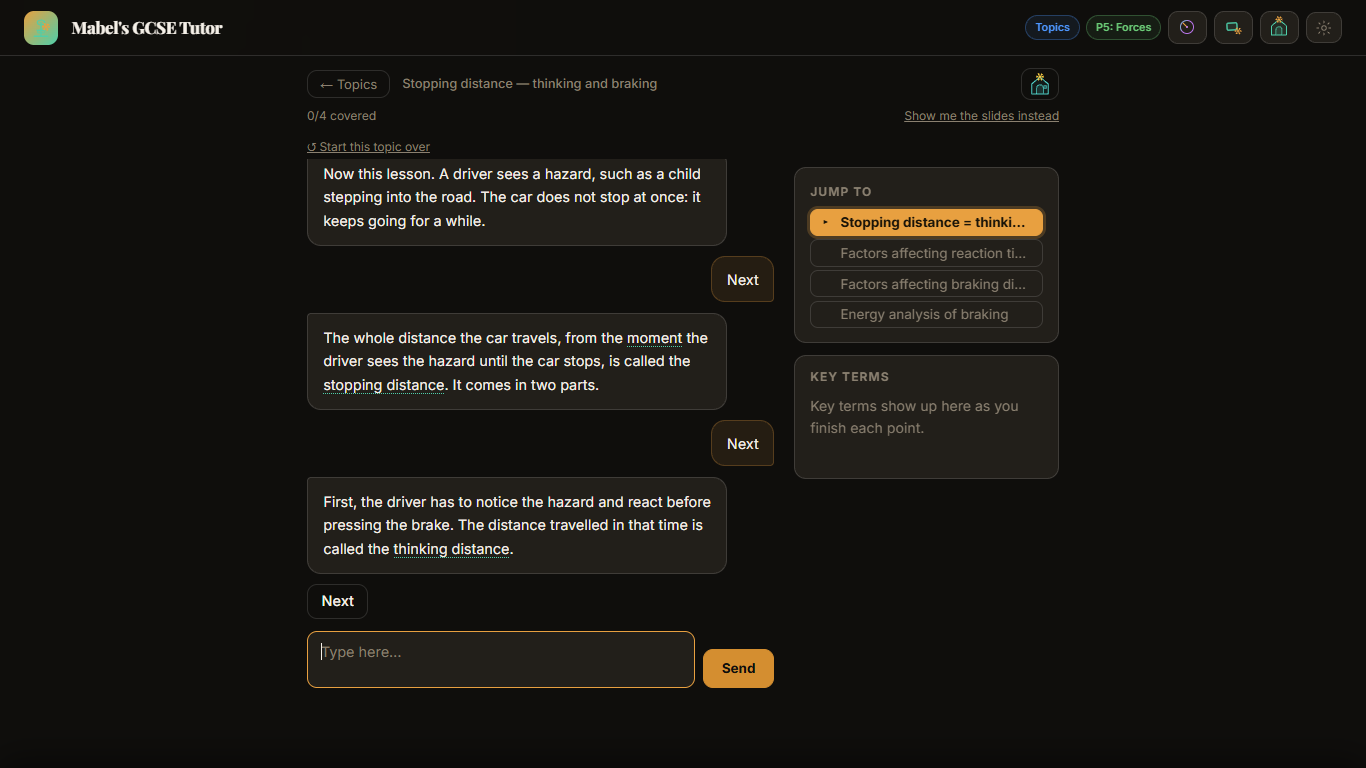 Mabel's GCSE Tutor
Topics
P5: Forces
← Topics
Stopping distance — thinking and braking
0/4 covered
Show me the slides instead
↺ Start this topic over
Now this lesson. A driver sees a hazard, such as a child
stepping into the road. The car does not stop at once: it
keeps going for a while.
Next
The whole distance the car travels, from the moment the
driver sees the hazard until the car stops, is called the
stopping distance. It comes in two parts.
Next
First, the driver has to notice the hazard and react before
pressing the brake. The distance travelled in that time is
called the thinking distance.
Next
Type here...
Send
JUMP TO
▸ Stopping distance = thinki...
Factors affecting reaction ti...
Factors affecting braking di...
Energy analysis of braking
KEY TERMS
Key terms show up here as you
finish each point.